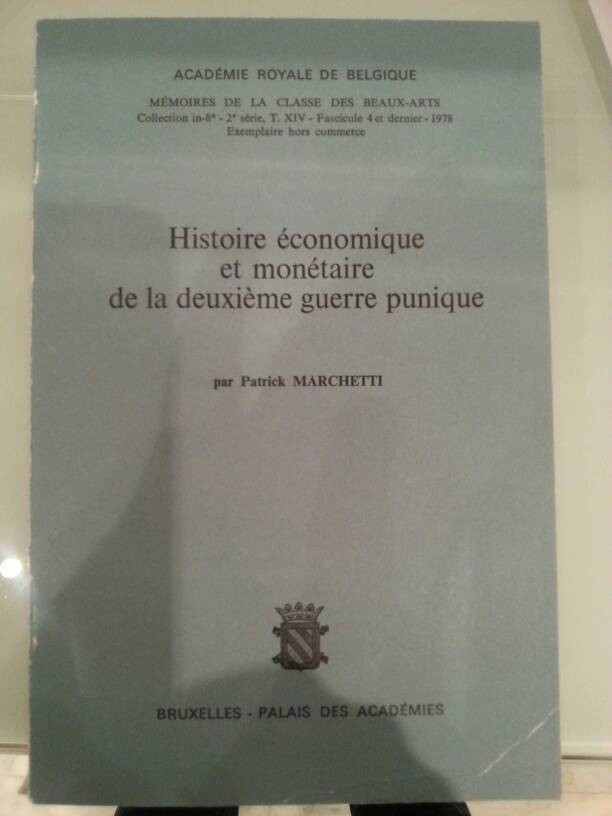 ACADÉMIE ROYALE DE BELGIQUE
MÉMOIRES DE LA CLASSE DES BEAUX-ARTS
Collection in-8° - 2e série, T. XIV - Fascicule 4 et dernier - 1978
Exemplaire hors commerce
Histoire économique
et monétaire
de la deuxième guerre punique
par Patrick MARCHETTI
BRUXELLES - PALAIS DES ACADÉMIES